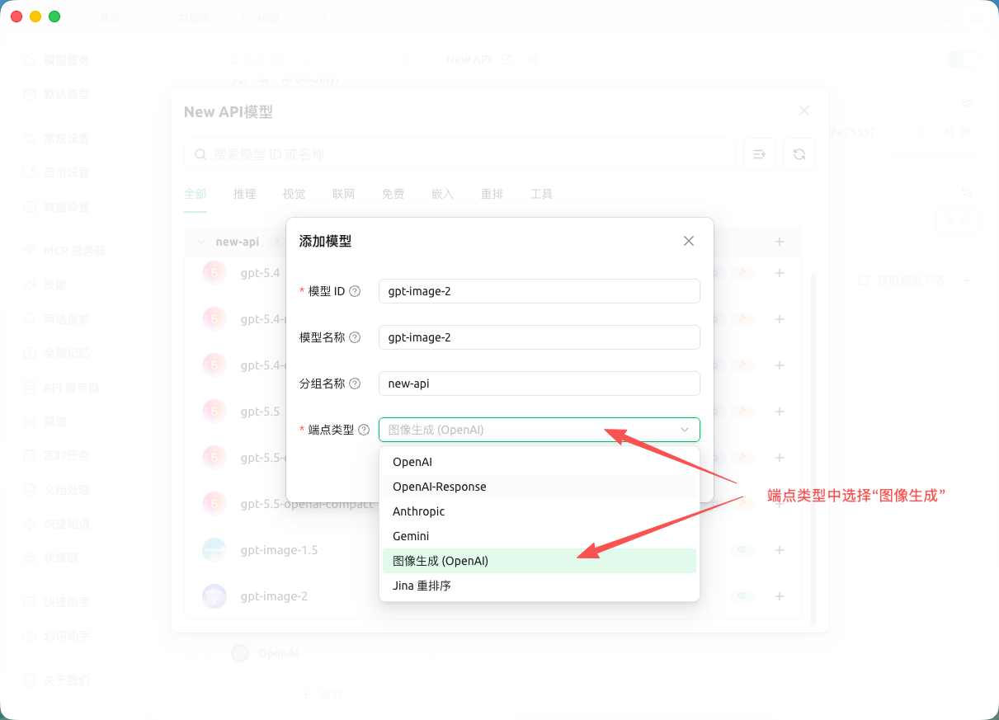 首页
智能体
绘画
模型服务
默认模型
常规设置
显示设置
数据设置
MCP 服务器
技能
网络搜索
全局记忆
API 服务器
频道
定时任务
文档处理
快捷短语
快捷键
快捷助手
划词助手
关于我们
New API
2e75337
检测
获取模型列表
New API模型
搜索模型 ID 或名称
全部
推理
视觉
联网
免费
嵌入
重排
工具
new-api
gpt-5.4
gpt-5.4-
gpt-5.4-
gpt-5.5
gpt-5.5-
gpt-5.5-openai-compact
gpt-image-1.5
gpt-image-2
添加模型
* 模型 ID
gpt-image-2
模型名称
gpt-image-2
分组名称
new-api
* 端点类型
图像生成 (OpenAI)
OpenAI
OpenAI-Response
Anthropic
Gemini
图像生成 (OpenAI)
Jina 重排序
端点类型中选择“图像生成”
OpenAI
添加